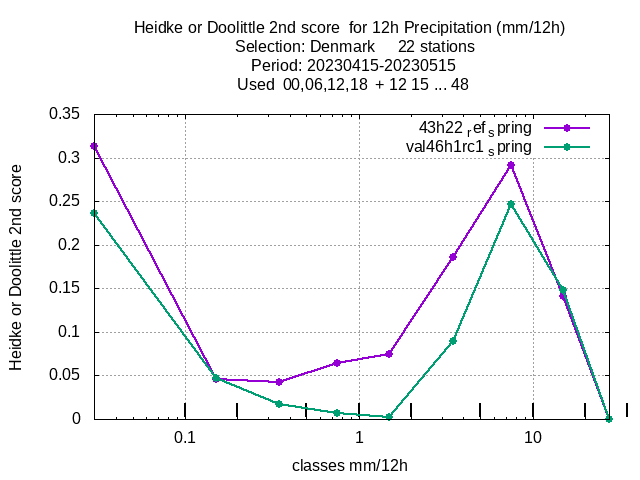 Heidke or Doolittle 2nd score  for 12h Precipitation (mm/12h)
Selection: Denmark     22 stations
Period: 20230415-20230515
Used  00,06,12,18  + 12 15 ... 48
43h22 ref spring
val46h1rc1 spring
Heidke or Doolittle 2nd score
0.35
0.3
0.25
0.2
0.15
0.1
0.05
0
0.1 1 10
classes mm/12h